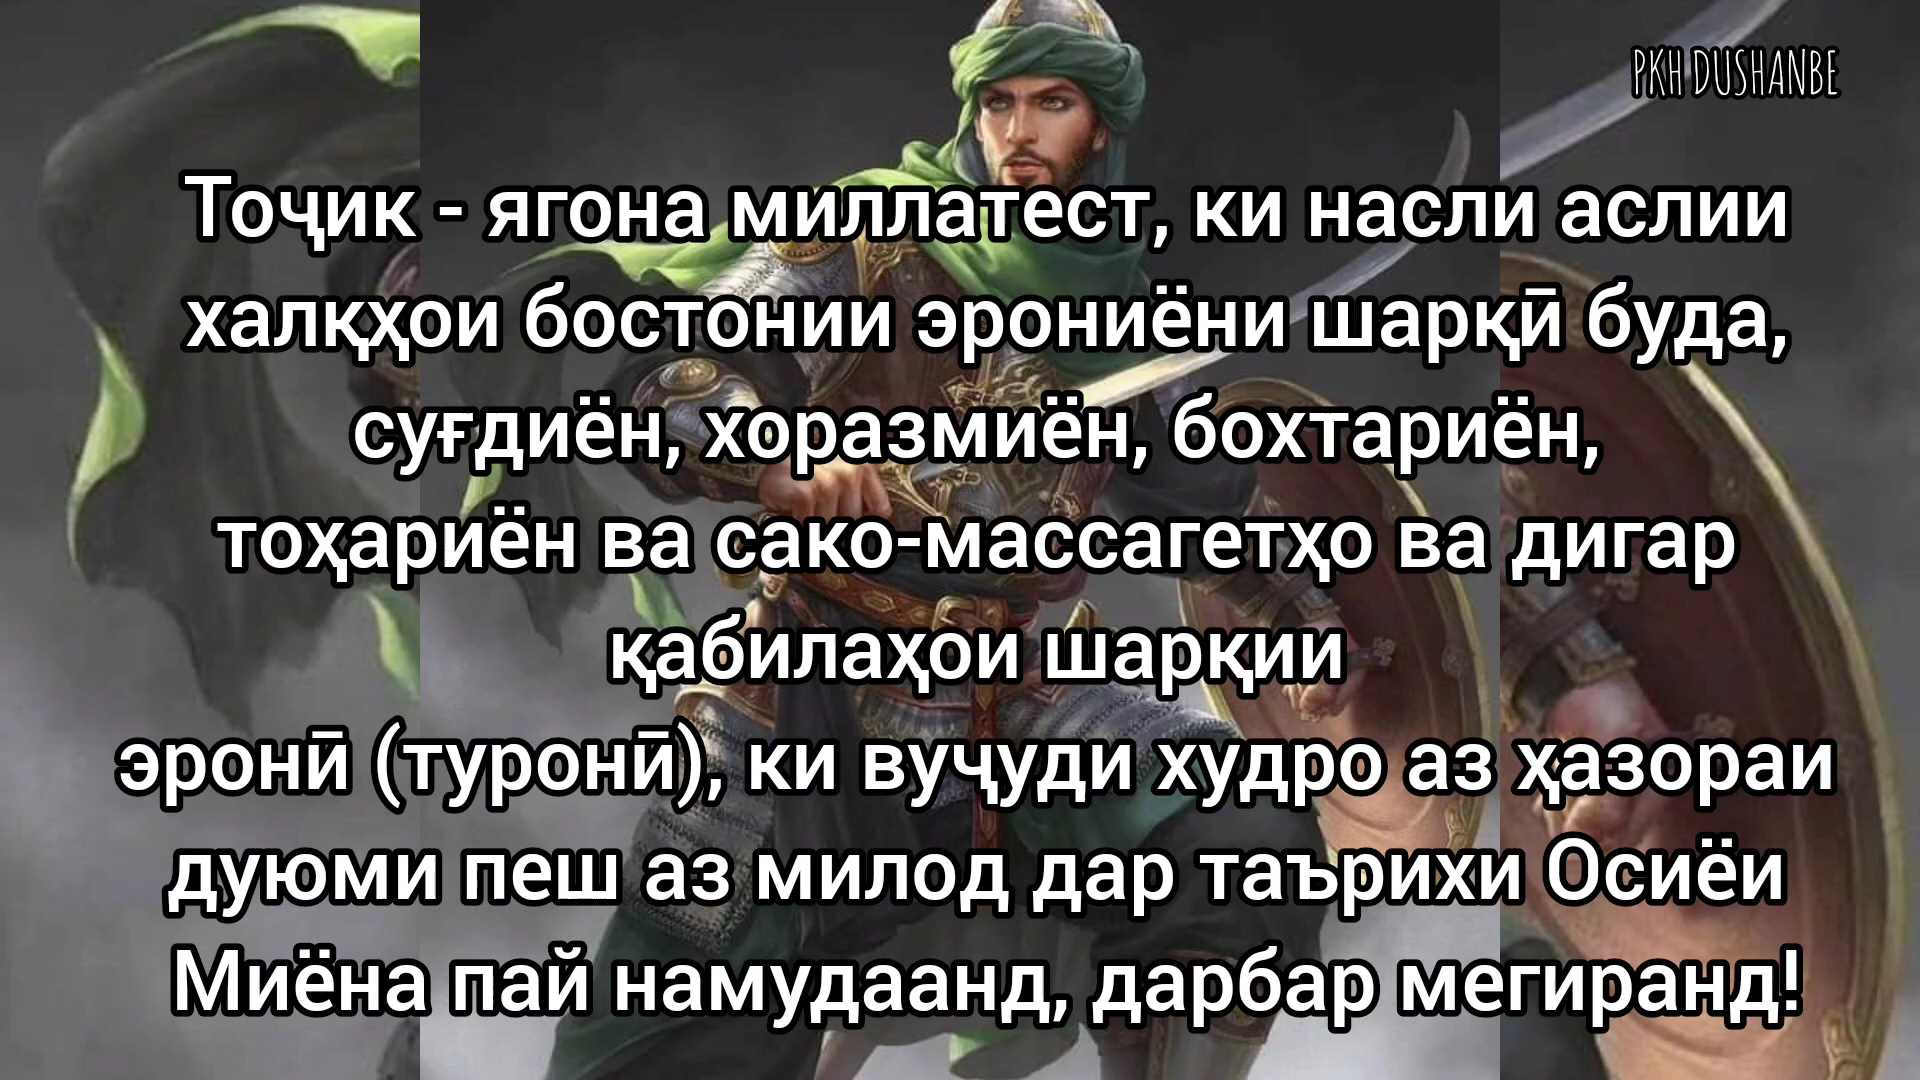 PKH DUSHANBE
Тоҷик - ягона миллатест, ки насли аслии
халқҳои бостонии эрониёни шарқӣ буда,
суғдиён, хоразмиён, бохтариён,
тоҳариён ва сако-массагетҳо ва дигар
қабилаҳои шарқии
эронӣ (туронӣ), ки вуҷуди худро аз ҳазораи
дуюми пеш аз милод дар таърихи Осиёи
Миёна пай намудаанд, дарбар мегиранд!